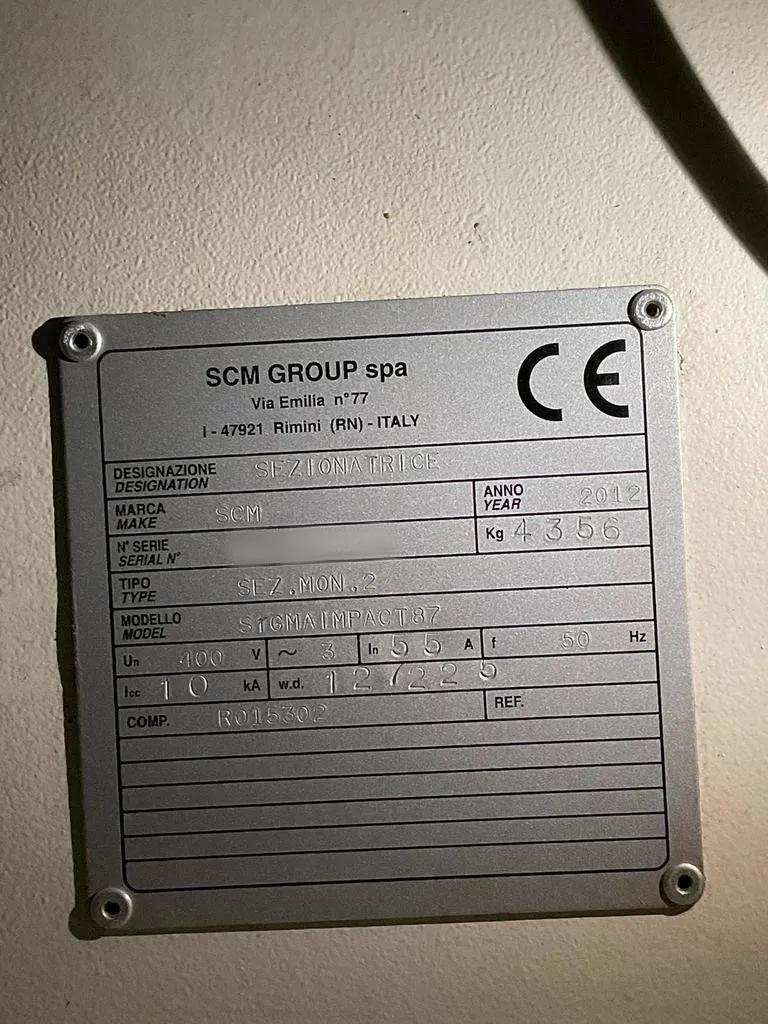 SCM GROUP spa
Via Emilia n°77
I - 47921 Rimini (RN) - ITALY
CE
DESIGNAZIONE SEZIONATRICE
DESIGNATION
MARCA SCM ANNO 2012
MAKE YEAR
N° SERIE Kg 4356
SERIAL N°
TIPO SEZ.MON.2
TYPE
MODELLO SIGMAIMPACT87
MODEL
Un 400 V ~ 3 In 55 A f 50 Hz
Icc 10 kA w.d. 127225
COMP. R015302 REF.